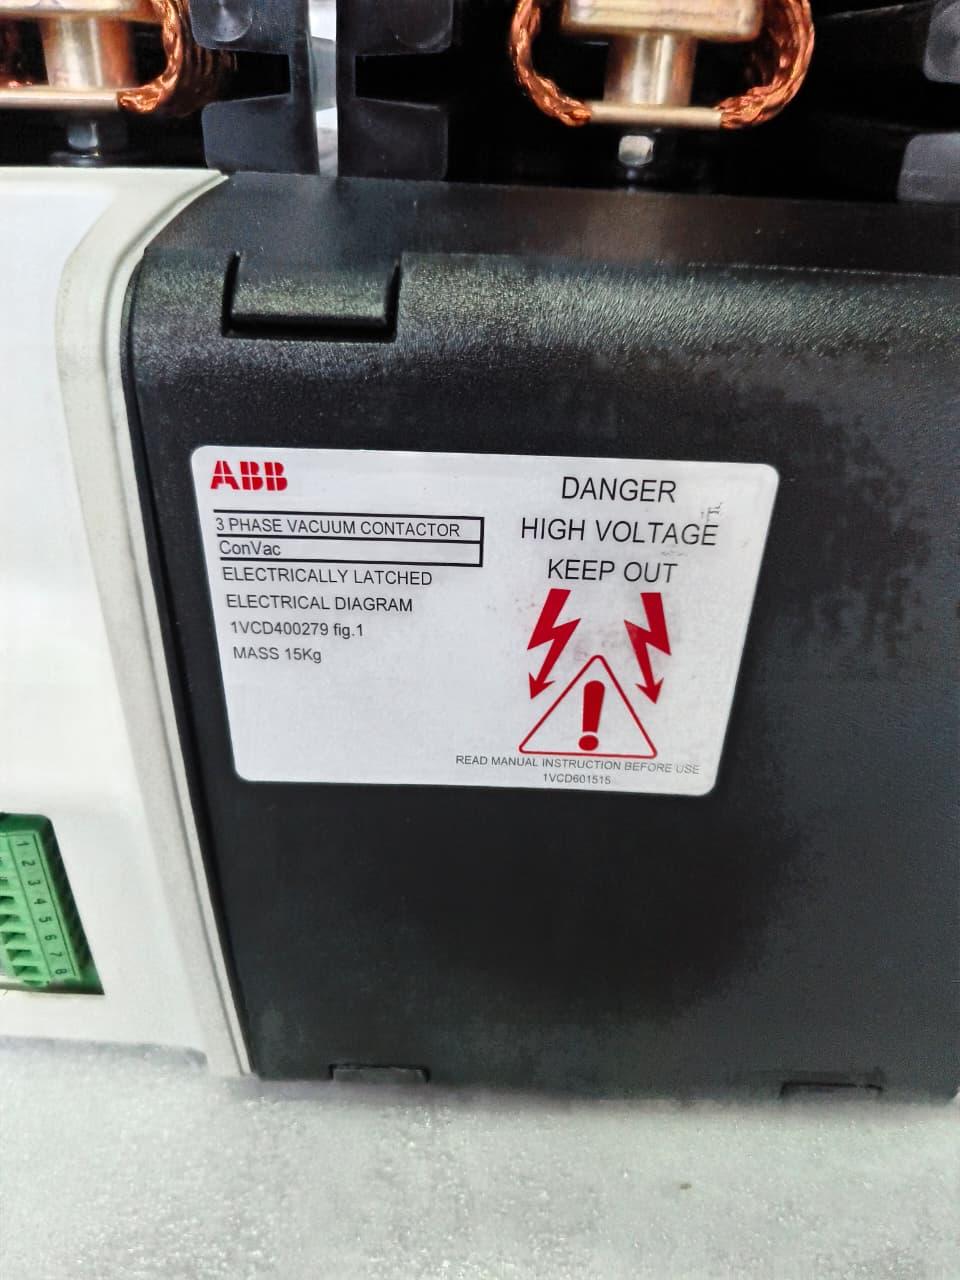 ABB
3 PHASE VACUUM CONTACTOR
ConVac
ELECTRICALLY LATCHED
ELECTRICAL DIAGRAM
1VCD400279 fig.1
MASS 15Kg
DANGER
HIGH VOLTAGE
KEEP OUT
READ MANUAL INSTRUCTION BEFORE USE
1VCD601515
1
2
3
4
5
6
7
8